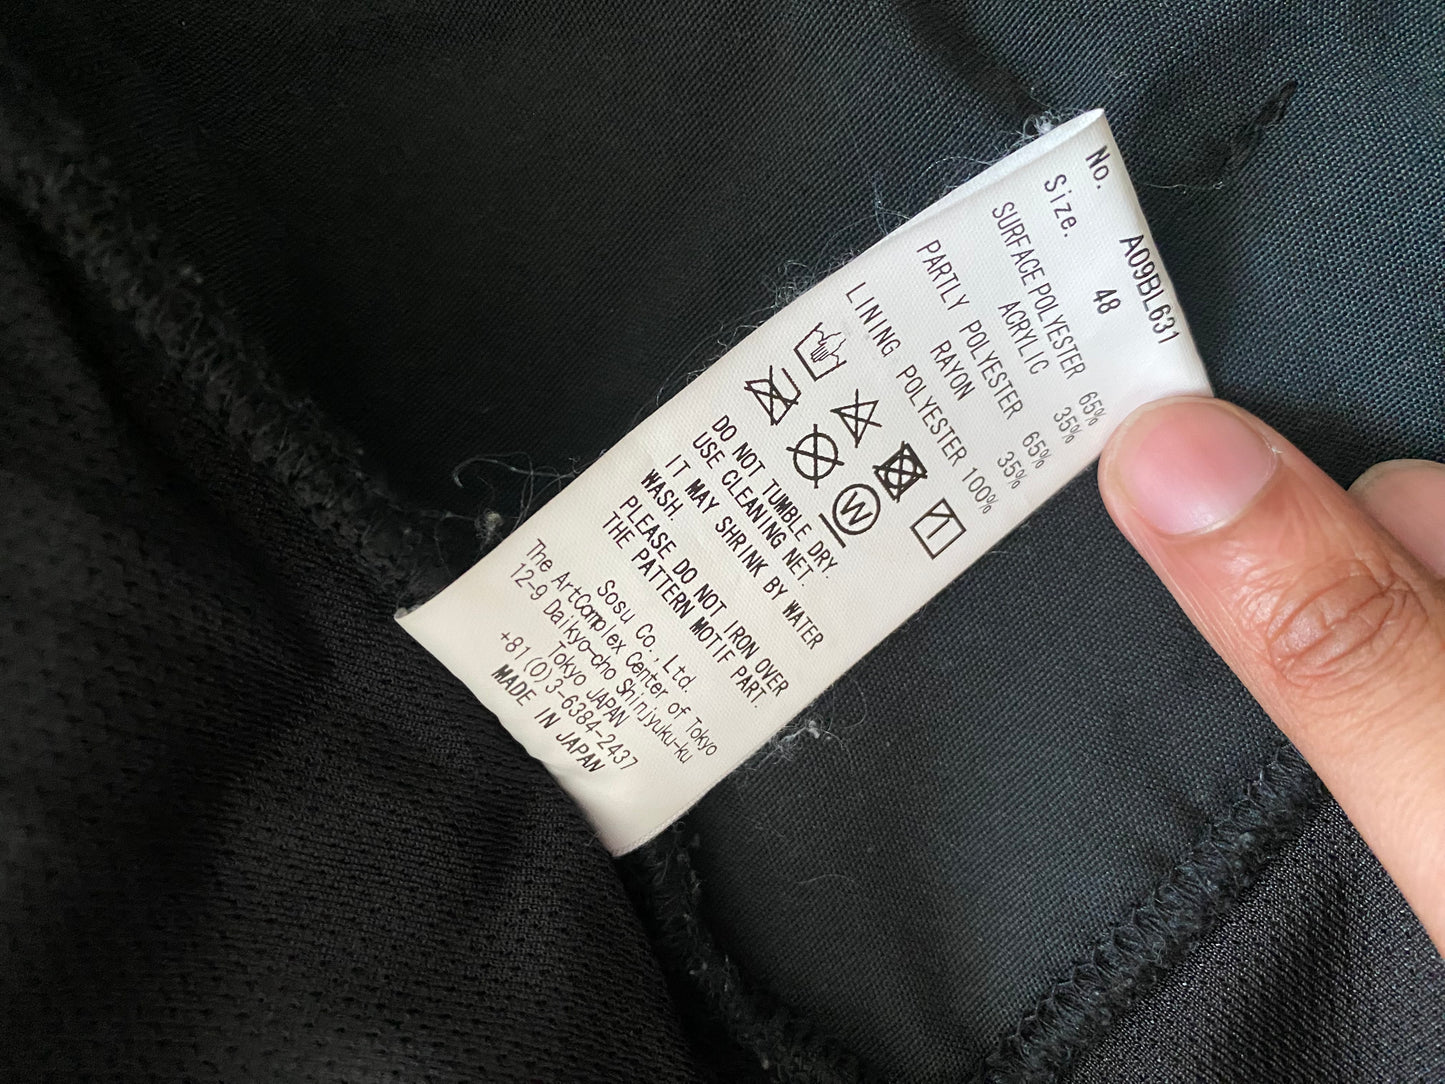 No. A09BL631
Size. 48
SURFACE POLYESTER 65%
ACRYLIC 35%
PARTLY POLYESTER 65%
RAYON 35%
LINING POLYESTER 100%
W
DO NOT TUMBLE DRY.
USE CLEANING NET.
IT MAY SHRINK BY WATER
WASH.
PLEASE DO NOT IRON OVER
THE PATTERN MOTIF PART.
Sosu Co., Ltd.
The ArtComplex Center of Tokyo
12-9 Daikyo-cho Shinjyuku-ku
Tokyo JAPAN
+81(0)3-6384-2437
MADE IN JAPAN